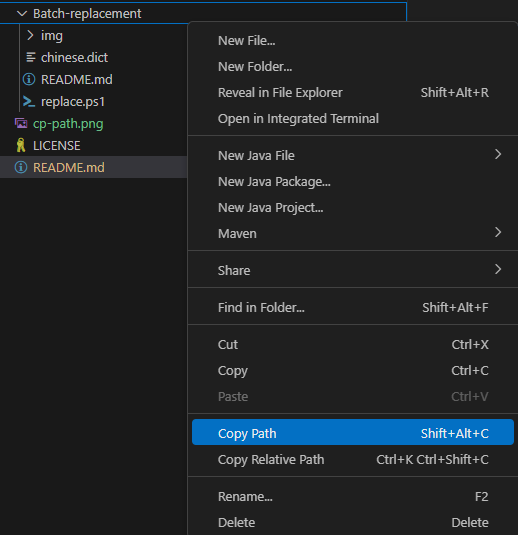 Batch-replacement
img
chinese.dict
README.md
replace.ps1
cp-path.png
LICENSE
README.md
New File...
New Folder...
Reveal in File Explorer Shift+Alt+R
Open in Integrated Terminal
New Java File
New Java Package...
New Java Project...
Maven
Share
Find in Folder... Shift+Alt+F
Cut Ctrl+X
Copy Ctrl+C
Paste Ctrl+V
Copy Path Shift+Alt+C
Copy Relative Path Ctrl+K Ctrl+Shift+C
Rename... F2
Delete Delete